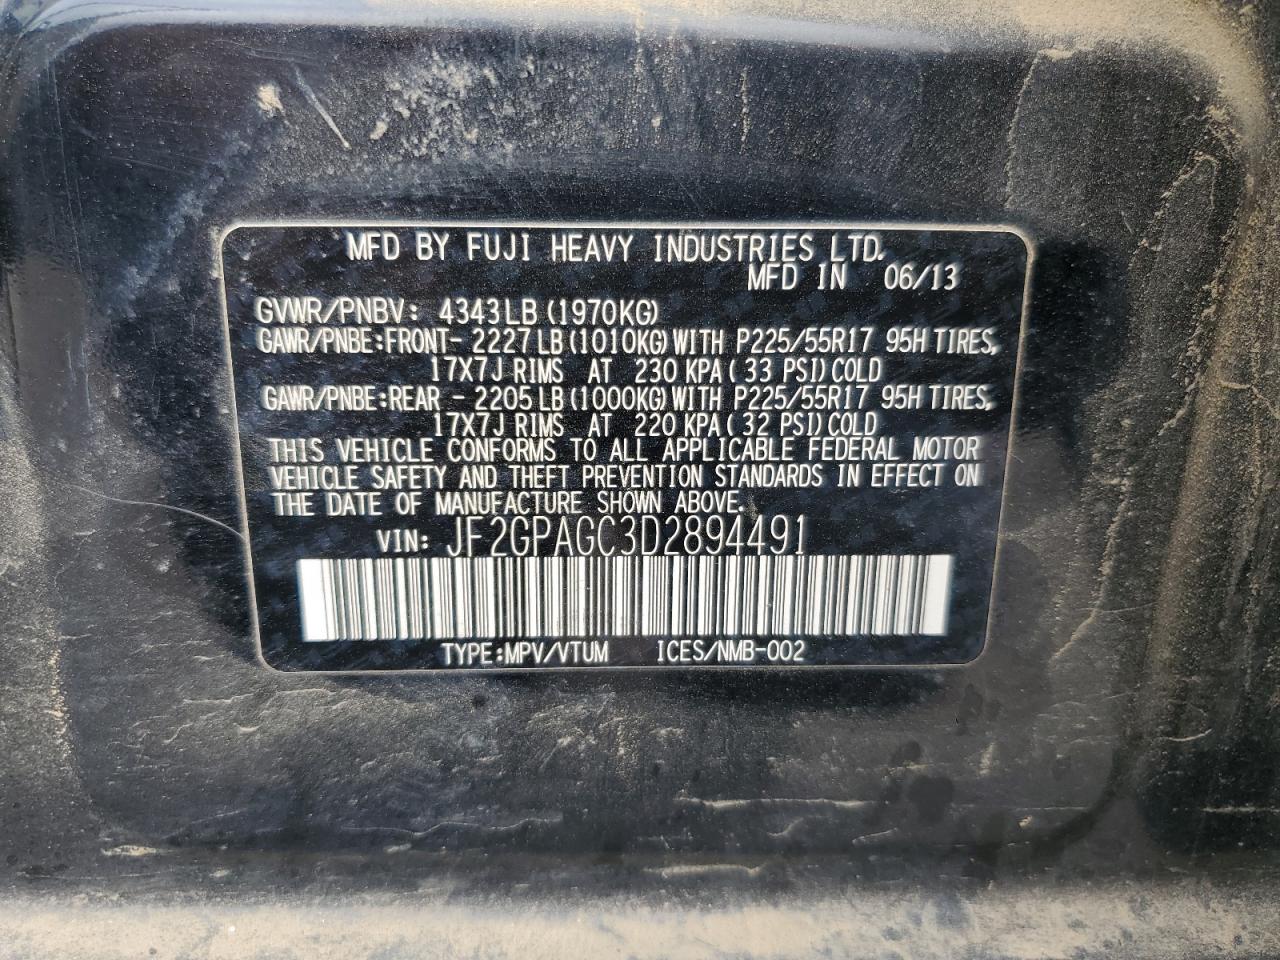 MFD BY FUJI HEAVY INDUSTRIES LTD.
MFD IN 06/13
GVWR/PNBV: 4343LB (1970KG)
GAWR/PNBE:FRONT- 2227 LB (1010KG) WITH P225/55R17 95H TIRES,
17X7J RIMS AT 230 KPA ( 33 PSI) COLD
GAWR/PNBE:REAR - 2205 LB (1000KG) WITH P225/55R17 95H TIRES,
17X7J RIMS AT 220 KPA ( 32 PSI) COLD
THIS VEHICLE CONFORMS TO ALL APPLICABLE FEDERAL MOTOR
VEHICLE SAFETY AND THEFT PREVENTION STANDARDS IN EFFECT ON
THE DATE OF MANUFACTURE SHOWN ABOVE.
VIN: JF2GPAGC3D2894491
TYPE:MPV/VTUM ICES/NMB-002